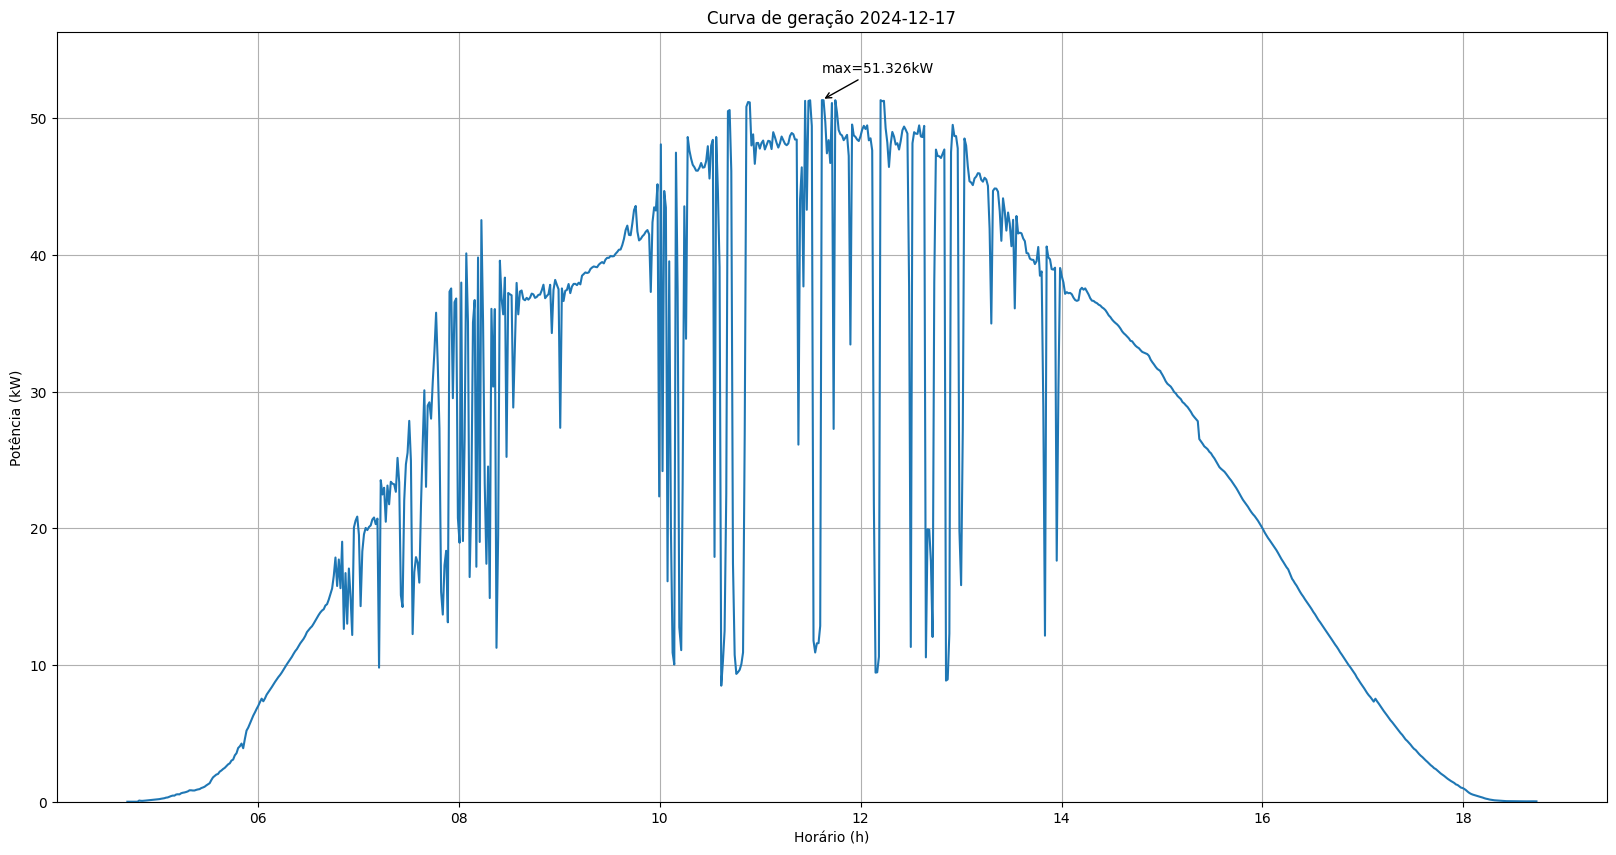 Curva de geração 2024-12-17
max=51.326kW
Potência (kW)
50
40
30
20
10
0
06 08 10 12 14 16 18
Horário (h)